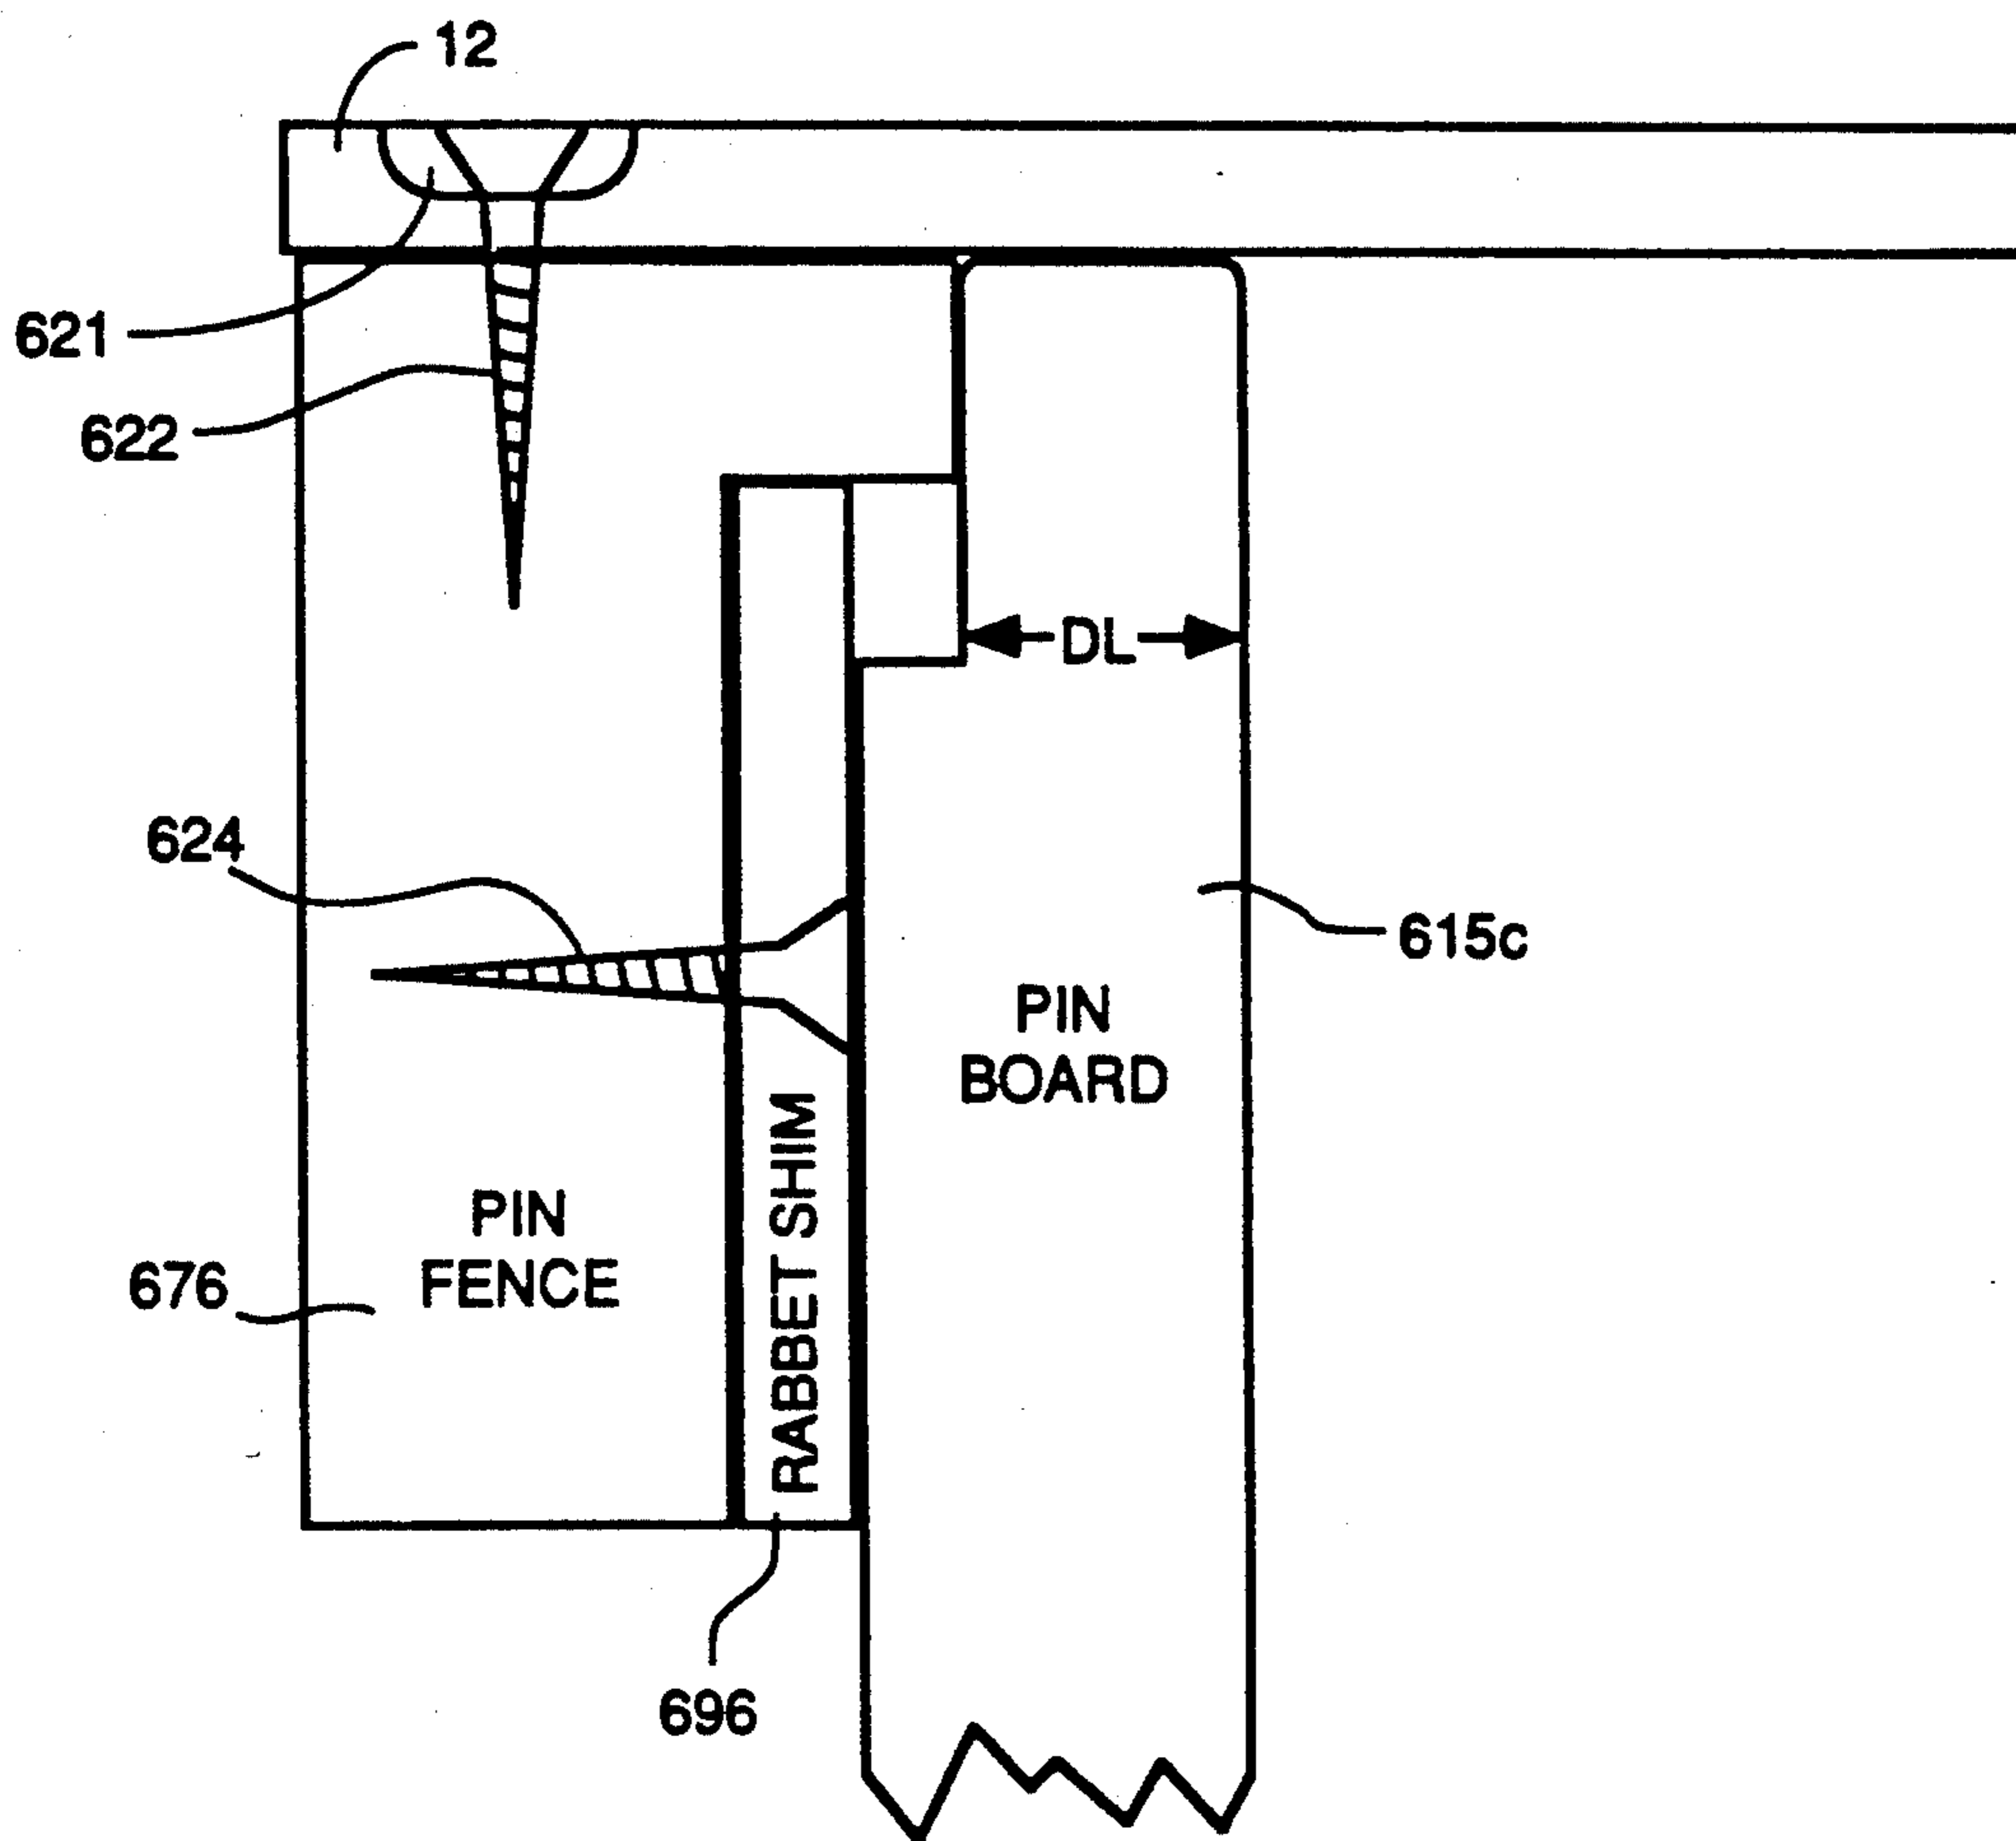 12
621
622
DL
624
615c
PIN
BOARD
RABBET SHIM
PIN
FENCE
676
696